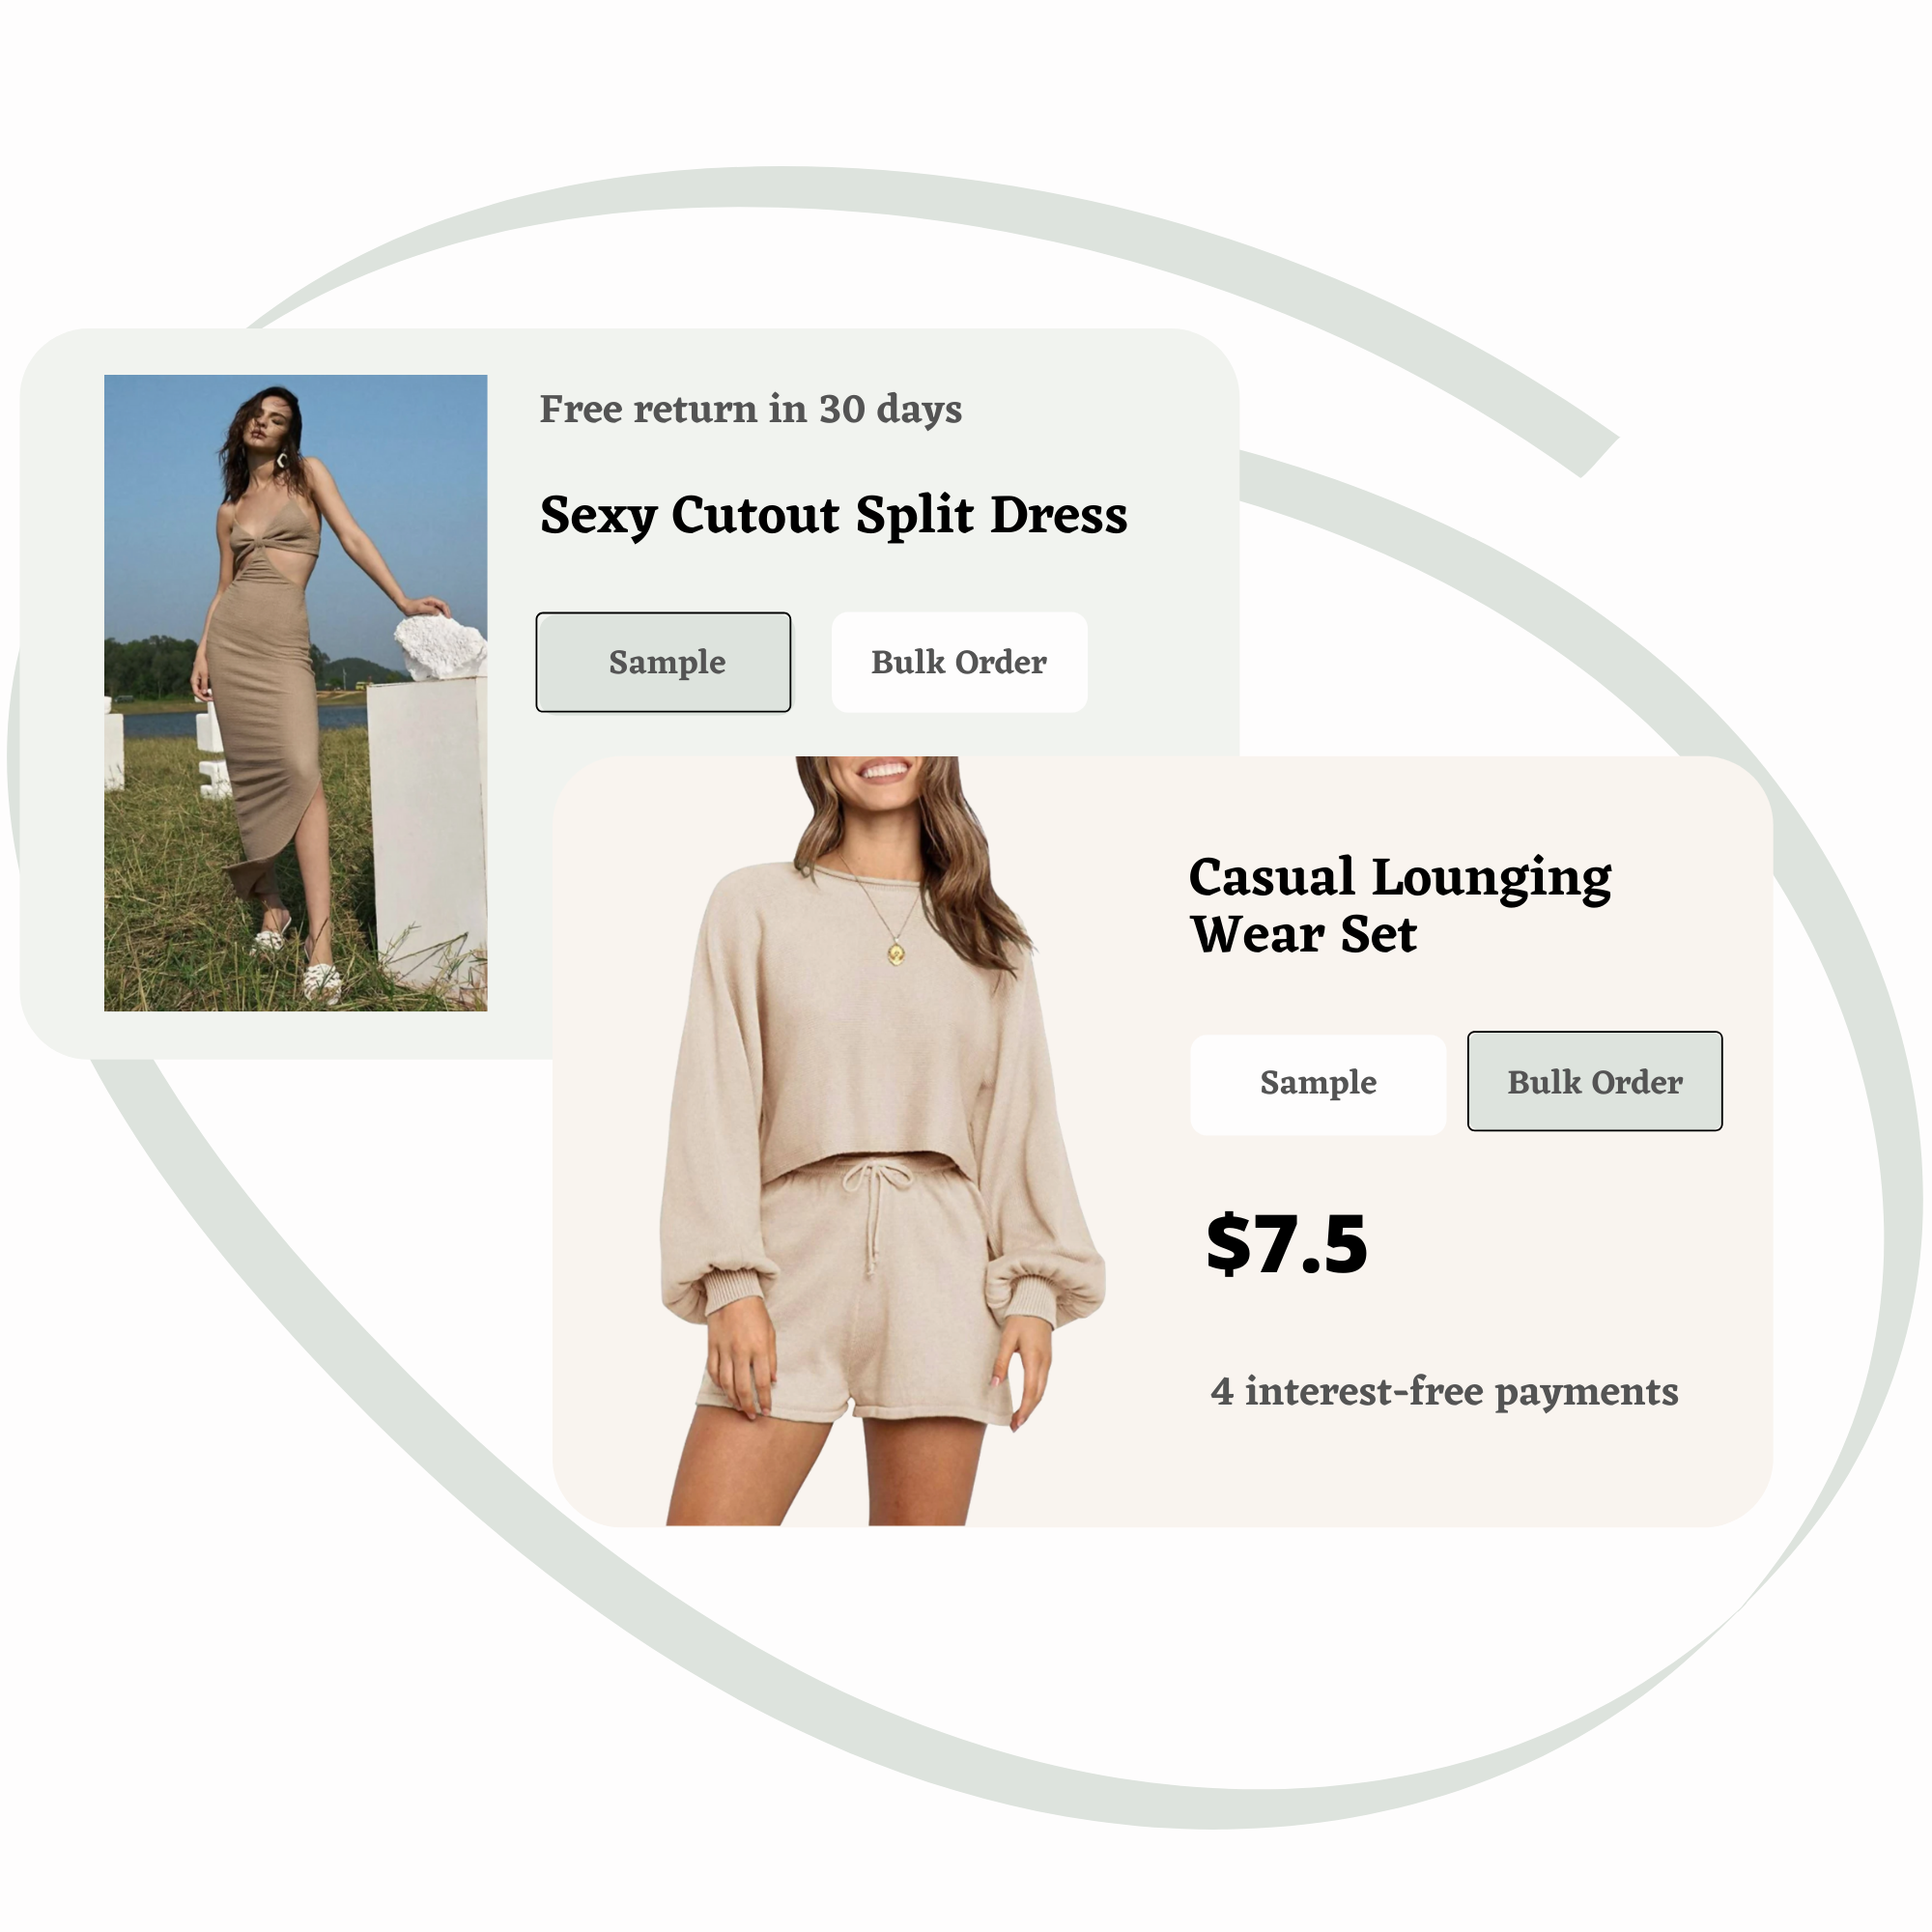 Free return in 30 days
Sexy Cutout Split Dress
Sample
Bulk Order
Casual Lounging
Wear Set
Sample
Bulk Order
$7.5
4 interest-free payments